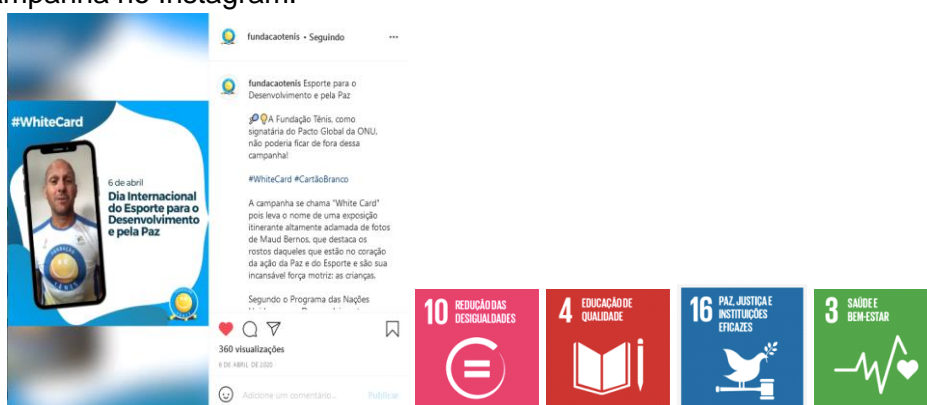 #WhiteCard
6 de abril
Dia Internacional
do Esporte para o
Desenvolvimento
e pela Paz
fundacaotenis • Seguindo
fundacaotenis Esporte para o
Desenvolvimento e pela Paz
A Fundação Tênis, como
signatária do Pacto Global da ONU,
não poderia ficar de fora dessa
campanha!
#WhiteCard #CartãoBranco
A campanha se chama "White Card"
pois leva o nome de uma exposição
itinerante altamente adamada de fotos
de Maud Bernos, que destaca os
rostos daqueles que estão no coração
da ação da Paz e do Esporte e são sua
incansável força motriz: as crianças.
Segundo o Programa das Nações
360 visualizações
6 DE ABRIL DE 2020
Adicione um comentário... Publicar
10 REDUÇÃO DAS
DESIGUALDADES
4 EDUCAÇÃO DE
QUALIDADE
16 PAZ, JUSTIÇA E
INSTITUIÇÕES
EFICAZES
3 SAÚDE E
BEM-ESTAR